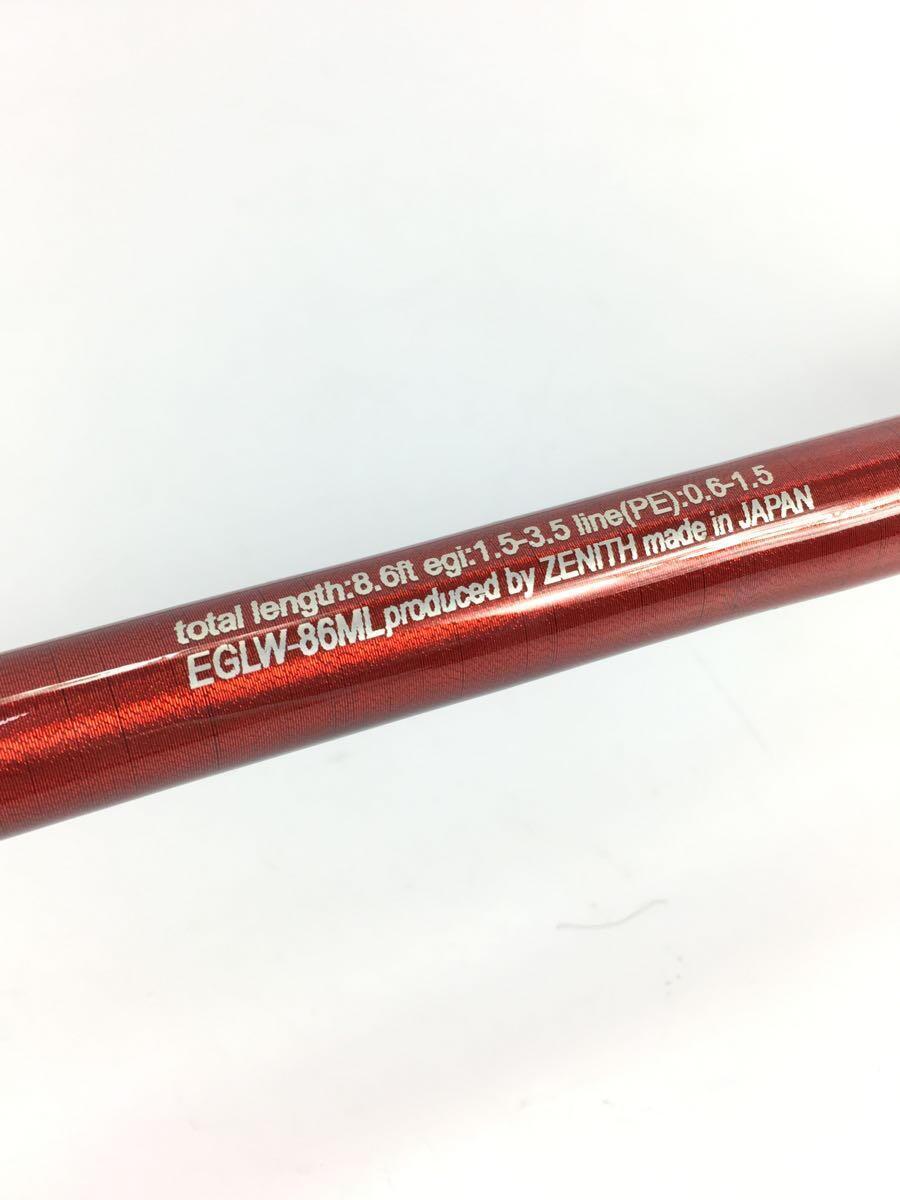 total length:8.6ft egi:1.5-3.5 line(PE):0.6-1.5
EGLW-86ML produced by ZENITH made in JAPAN